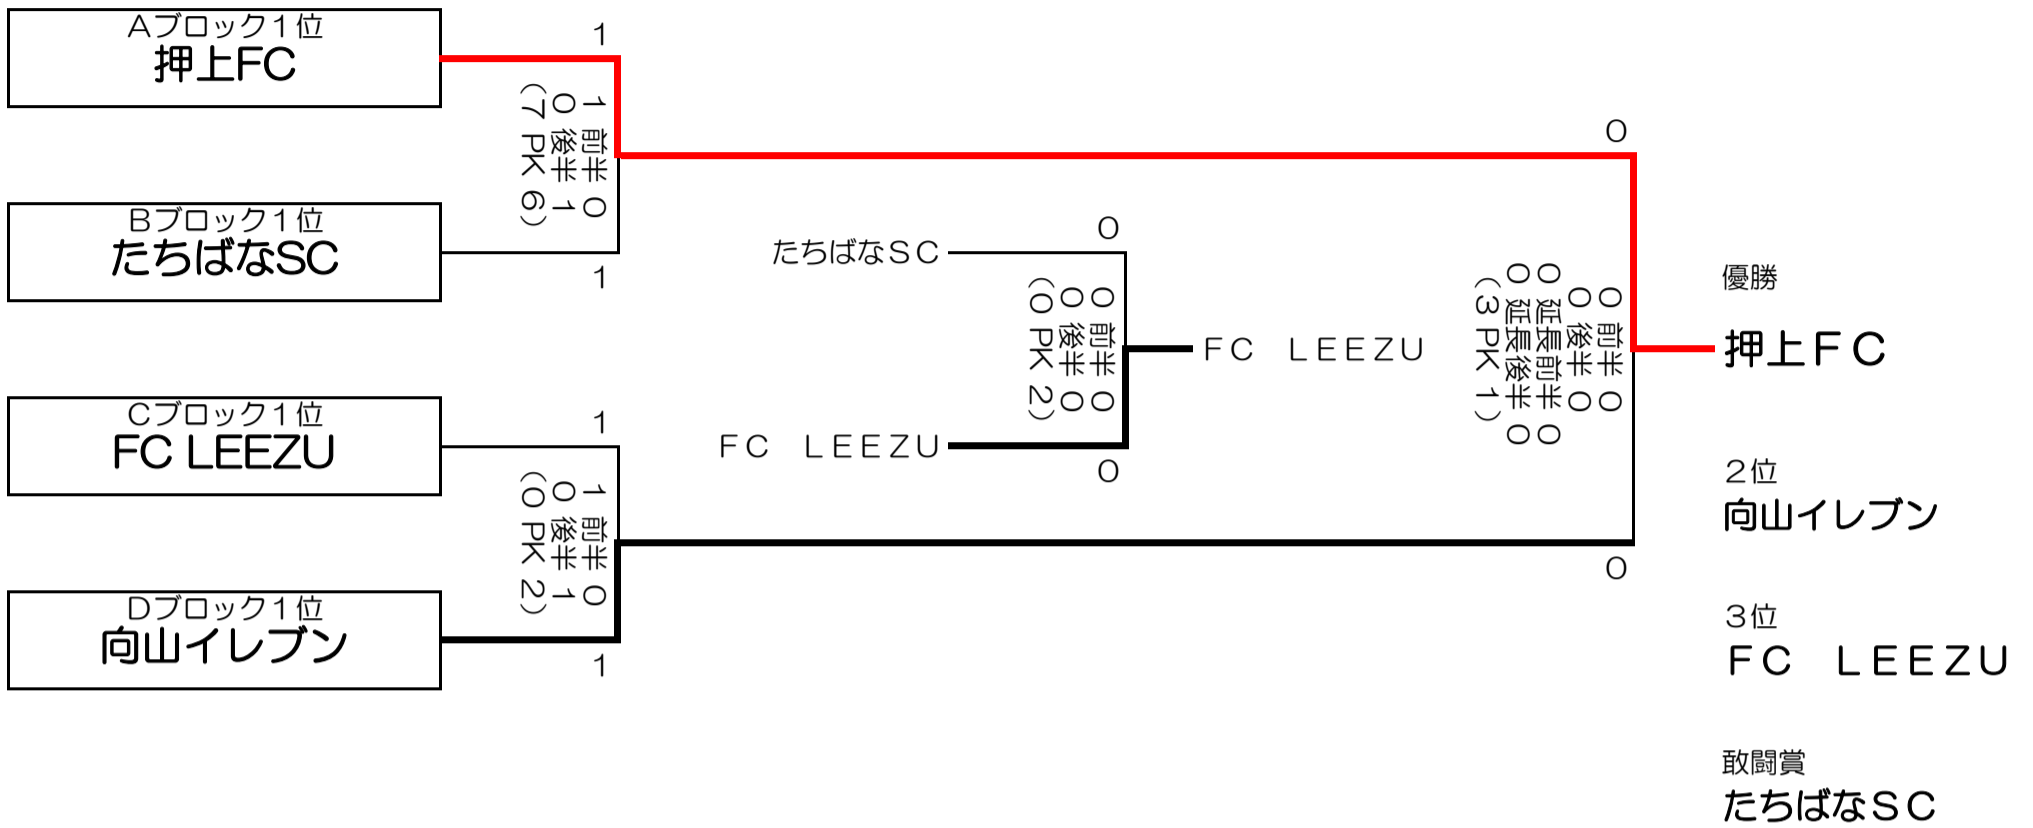 Aブロック1位
押上FC
Bブロック1位
たちばなSC
Cブロック1位
FC LEEZU
Dブロック1位
向山イレブン
1
1 前半 0
0 後半 1
(7 PK 6)
1
1
1 前半 0
0 後半 1
(0 PK 2)
1
たちばなSC
FC　LEEZU
0
0 前半 0
0 後半 0
(0 PK 2)
0
FC　LEEZU
0
0 前半 0
0 後半 0
0 延長前半 0
0 延長後半 0
(3 PK 1)
0
優勝
押上FC
2位
向山イレブン
3位
FC　LEEZU
敢闘賞
たちばなSC